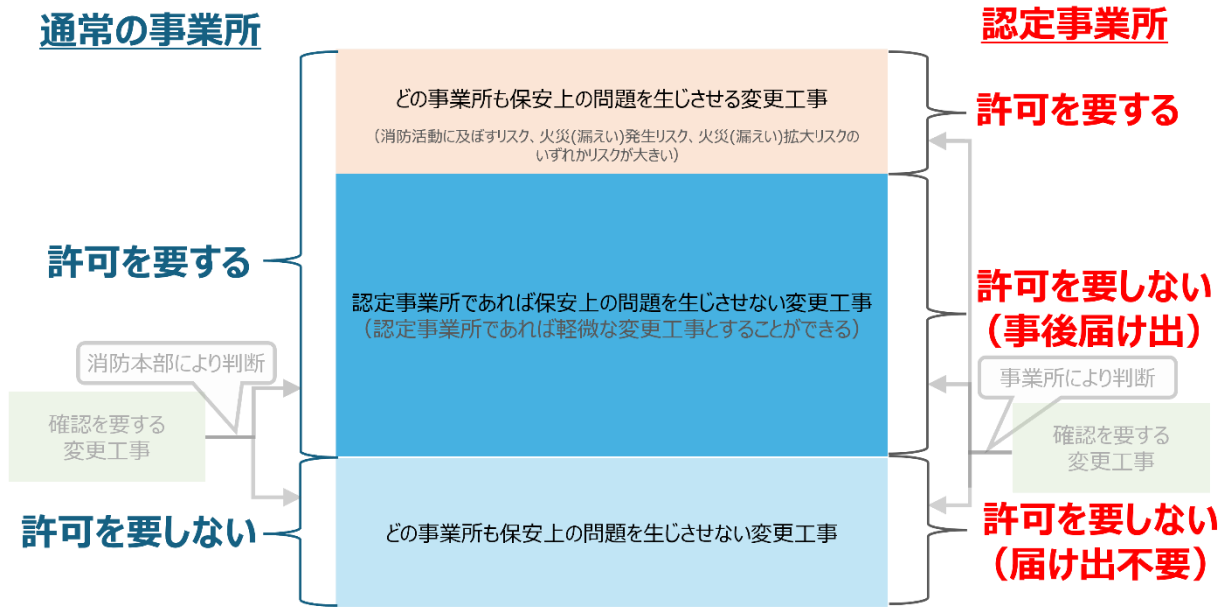 通常の事業所
認定事業所
どの事業所も保安上の問題を生じさせる変更工事
（消防活動に及ぼすリスク、火災(漏えい)発生リスク、火災(漏えい)拡大リスクの
いずれかリスクが大きい）
許可を要する
許可を要する
認定事業所であれば保安上の問題を生じさせない変更工事
（認定事業所であれば軽微な変更工事とすることができる）
許可を要しない
（事後届け出）
消防本部により判断
確認を要する
変更工事
事業所により判断
確認を要する
変更工事
許可を要しない
どの事業所も保安上の問題を生じさせない変更工事
許可を要しない
（届け出不要）